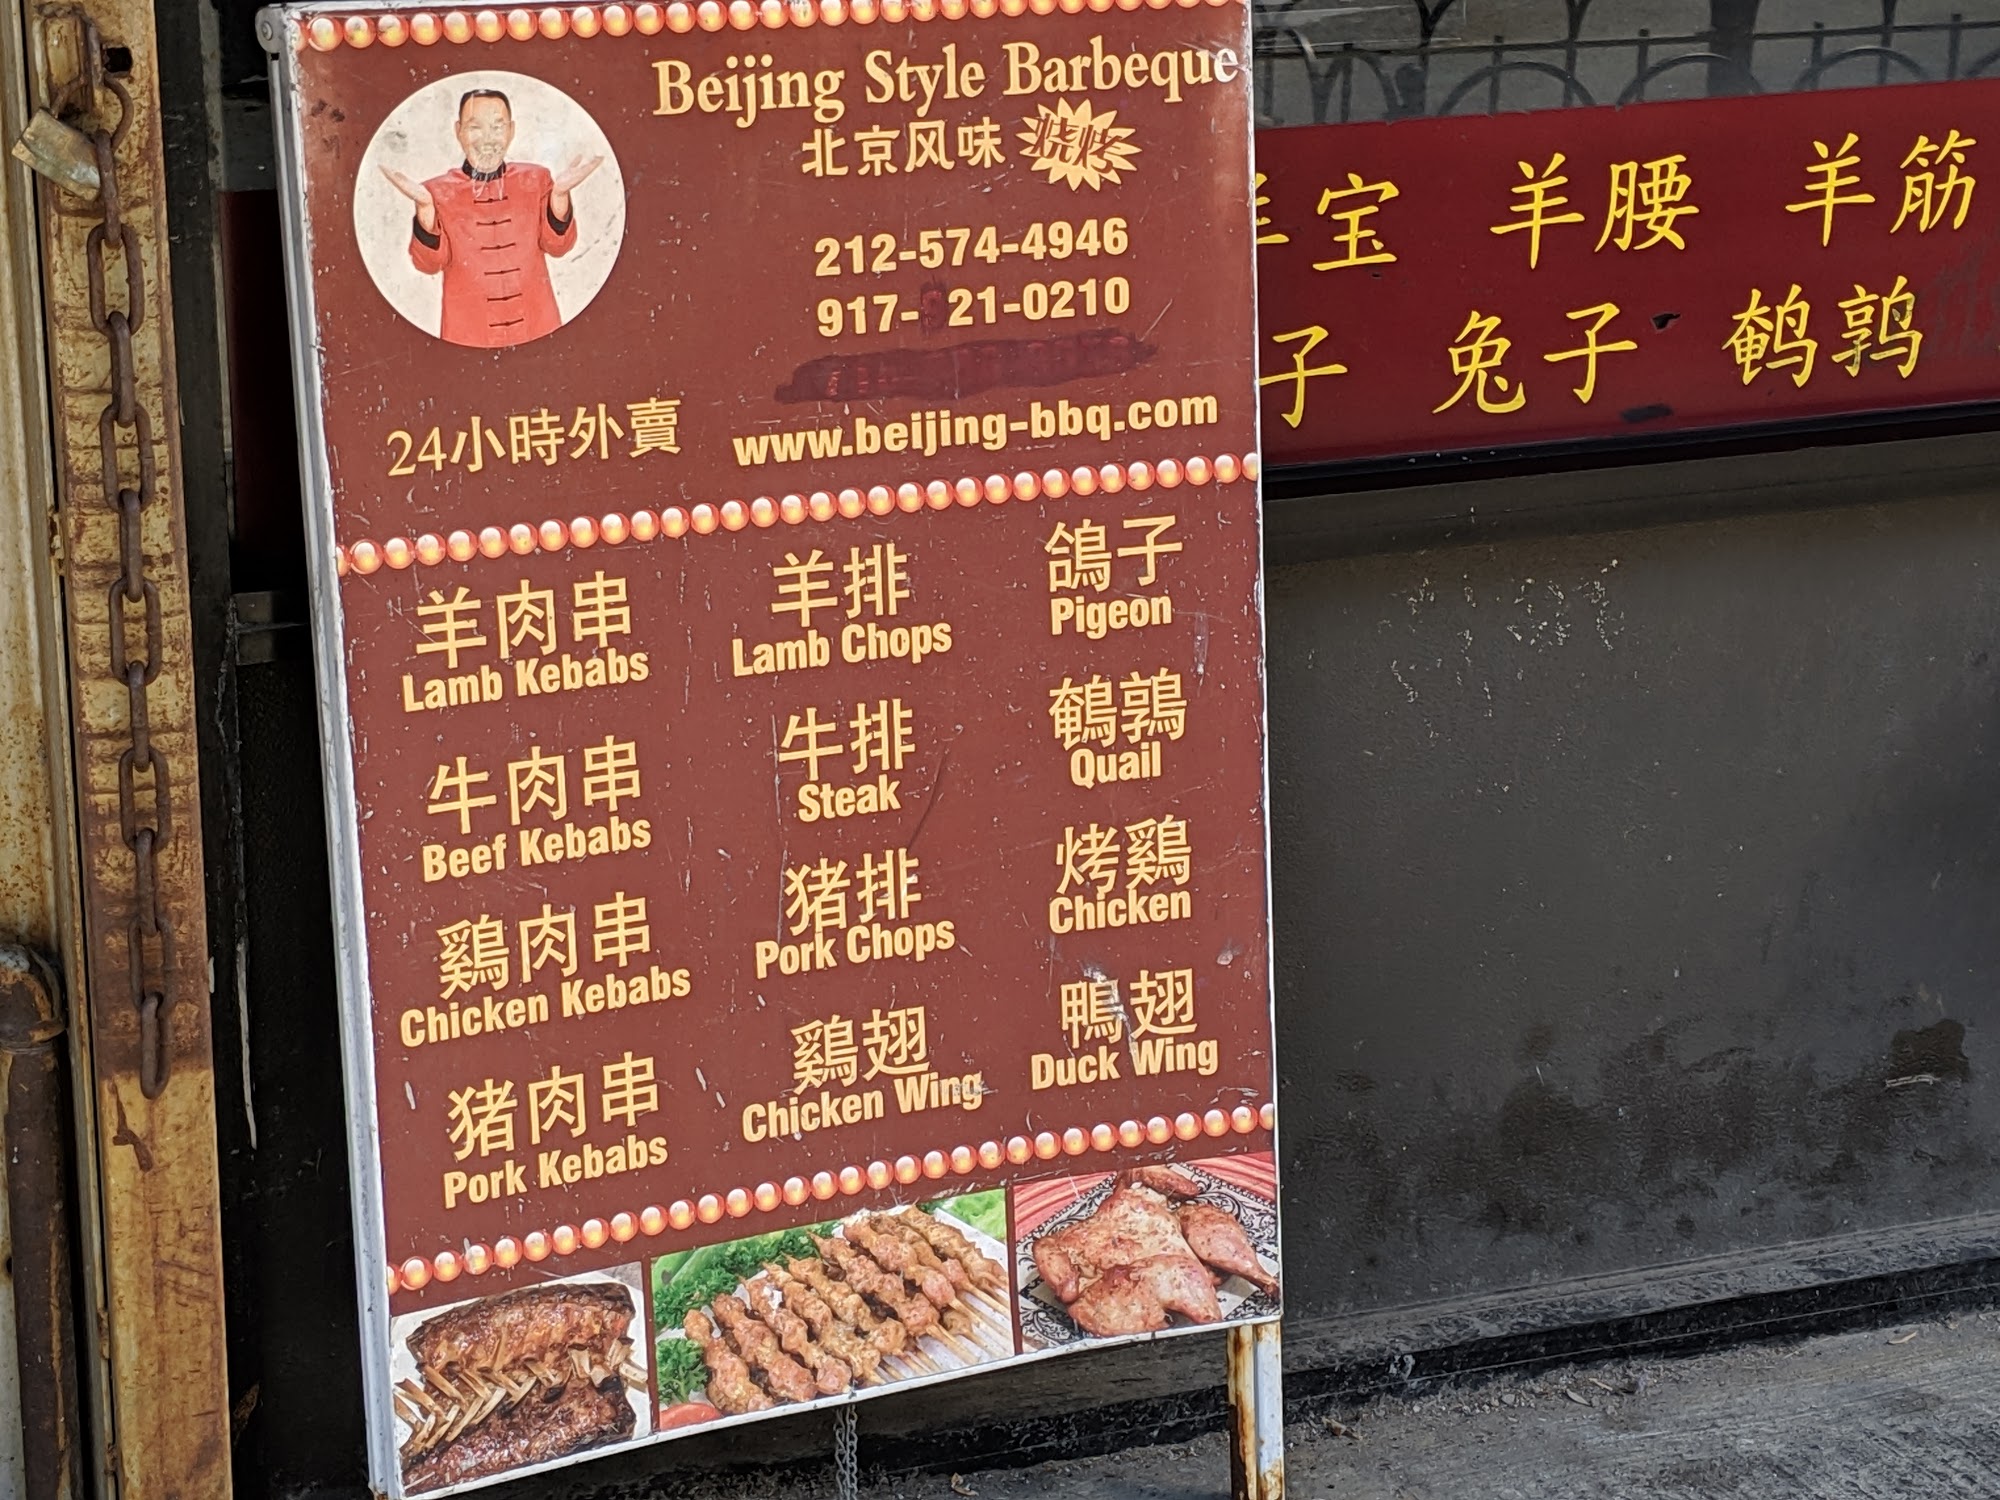 Beijing Style Barbeque
北京风味 烧烤
212-574-4946
917- 21-0210
24小時外賣
www.beijing-bbq.com
羊肉串
Lamb Kebabs
牛肉串
Beef Kebabs
鷄肉串
Chicken Kebabs
猪肉串
Pork Kebabs
羊排
Lamb Chops
牛排
Steak
猪排
Pork Chops
鷄翅
Chicken Wing
鴿子
Pigeon
鵪鶉
Quail
烤鷄
Chicken
鴨翅
Duck Wing
宝 羊腰 羊筋
子 兔子 鹌鹑